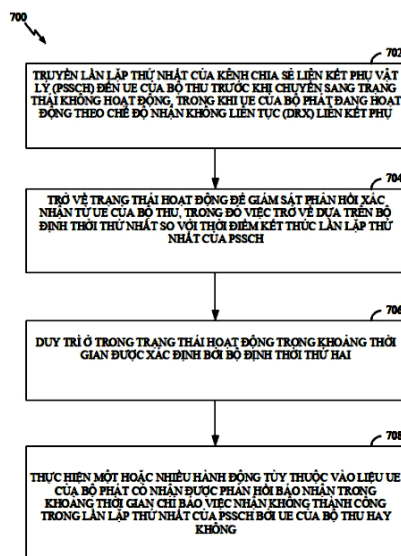 700
702
TRUYỀN LẦN LẶP THỨ NHẤT CỦA KÊNH CHIA SẺ LIÊN KẾT PHỤ VẬT
LÝ (PSSCH) ĐẾN UE CỦA BỘ THU TRƯỚC KHI CHUYỂN SANG TRẠNG
THÁI KHÔNG HOẠT ĐỘNG, TRONG KHI UE CỦA BỘ PHÁT ĐANG HOẠT
ĐỘNG THEO CHẾ ĐỘ NHẬN KHÔNG LIÊN TỤC (DRX) LIÊN KẾT PHỤ
704
TRỞ VỀ TRẠNG THÁI HOẠT ĐỘNG ĐỂ GIÁM SÁT PHẢN HỒI XÁC
NHẬN TỪ UE CỦA BỘ THU, TRONG ĐÓ VIỆC TRỞ VỀ DỰA TRÊN BỘ
ĐỊNH THỜI THỨ NHẤT SO VỚI THỜI ĐIỂM KẾT THÚC LẦN LẶP THỨ
NHẤT CỦA PSSCH
706
DUY TRÌ Ở TRONG TRẠNG THÁI HOẠT ĐỘNG TRONG KHOẢNG THỜI
GIAN ĐƯỢC XÁC ĐỊNH BỞI BỘ ĐỊNH THỜI THỨ HAI
708
THỰC HIỆN MỘT HOẶC NHIỀU HÀNH ĐỘNG TÙY THUỘC VÀO LIỆU UE
CỦA BỘ PHÁT CÓ NHẬN ĐƯỢC PHẢN HỒI BÁO NHẬN TRONG
KHOẢNG THỜI GIAN CHỈ BÁO VIỆC NHẬN KHÔNG THÀNH CÔNG
TRONG LẦN LẶP THỨ NHẤT CỦA PSSCH BỞI UE CỦA BỘ THU HAY
KHÔNG